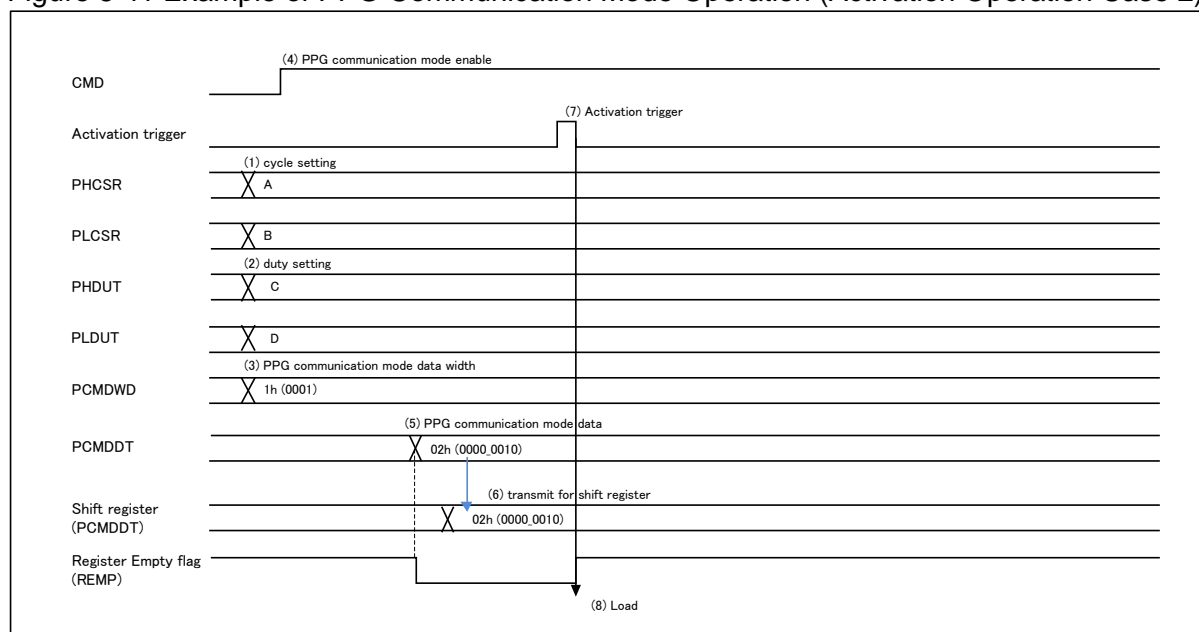 Figure 5-41 Example of PPG Communication Mode Operation (Activation Operation Case 2)
(4) PPG communication mode enable
CMD
(7) Activation trigger
Activation trigger
(1) cycle setting
PHCSR
A
PLCSR
B
(2) duty setting
PHDUT
C
PLDUT
D
(3) PPG communication mode data width
PCMDWD
1h (0001)
(5) PPG communication mode data
PCMDDT
02h (0000_0010)
(6) transmit for shift register
Shift register
(PCMDDT)
02h (0000_0010)
Register Empty flag
(REMP)
(8) Load